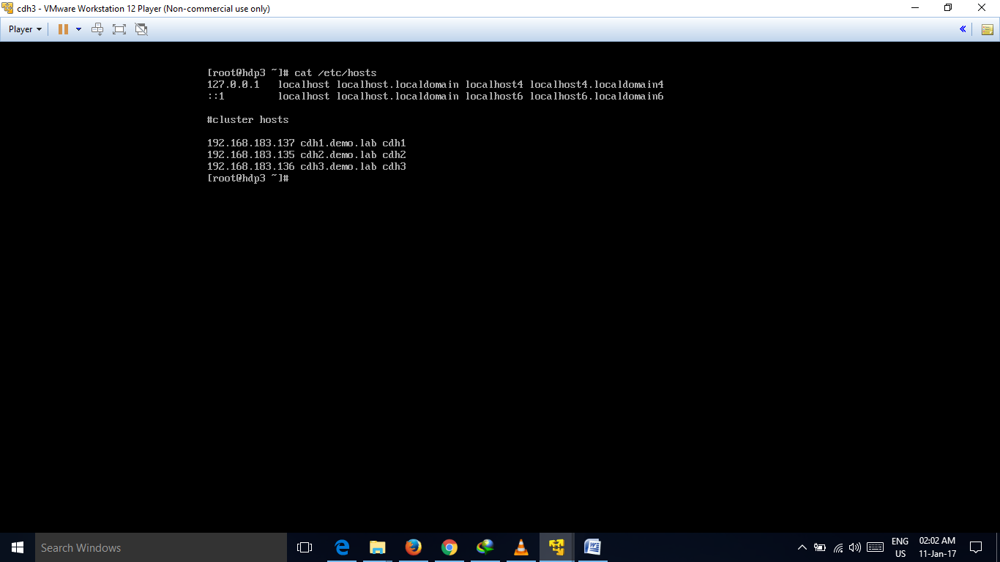 cdh3 - VMware Workstation 12 Player (Non-commercial use only)
Player
[root@hdp3 ~]# cat /etc/hosts
127.0.0.1   localhost localhost.localdomain localhost4 localhost4.localdomain4
::1         localhost localhost.localdomain localhost6 localhost6.localdomain6
#cluster hosts
192.168.183.137 cdh1.demo.lab cdh1
192.168.183.135 cdh2.demo.lab cdh2
192.168.183.136 cdh3.demo.lab cdh3
[root@hdp3 ~]#
Search Windows
ENG
US
02:02 AM
11-Jan-17